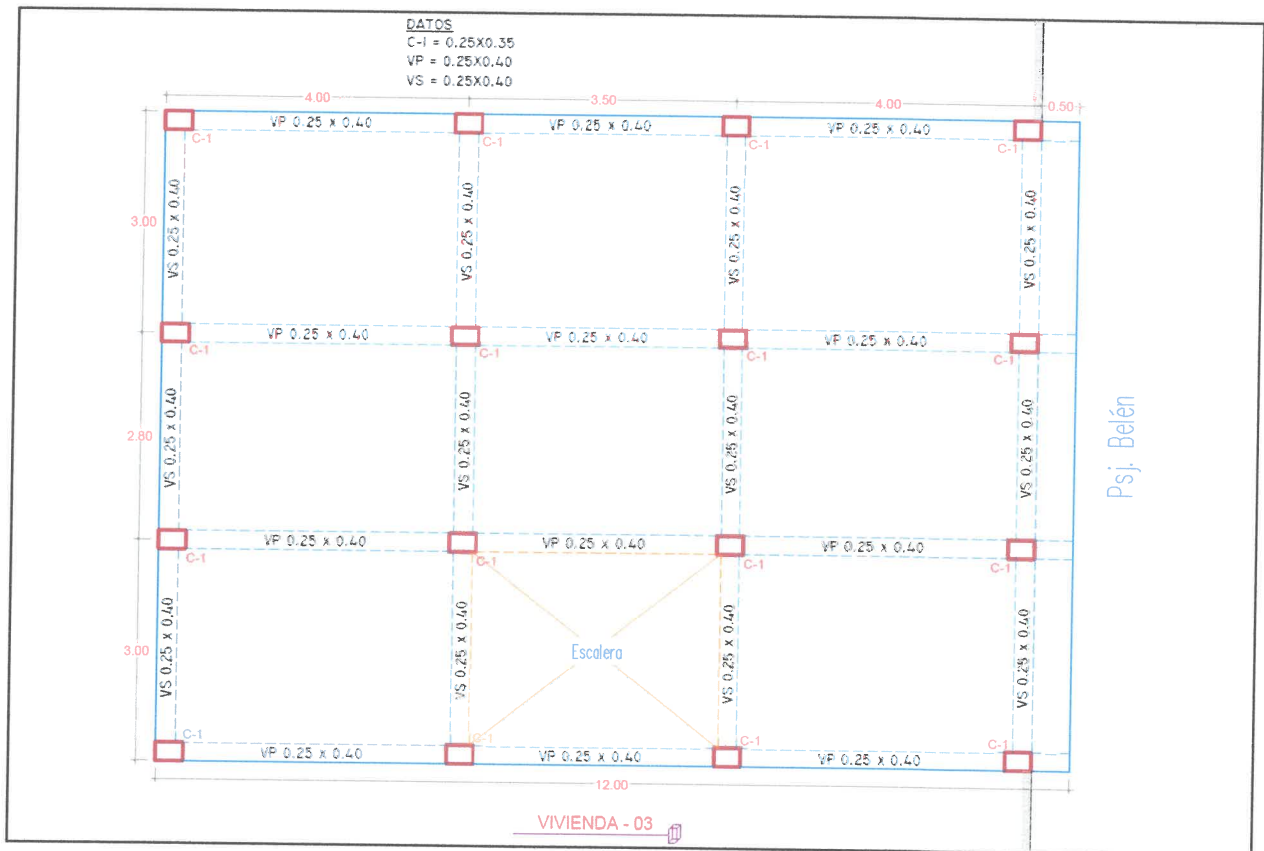 DATOS
C-1 = 0.25X0.35
VP = 0.25X0.40
VS = 0.25X0.40
4.00
3.50
4.00
0.50
VP 0.25 x 0.40
VP 0.25 x 0.40
VP 0.25 x 0.40
C-1
C-1
C-1
C-1
3.00
VS 0.25 x 0.40
VS 0.25 x 0.40
VS 0.25 x 0.40
VS 0.25 x 0.40
VP 0.25 x 0.40
VP 0.25 x 0.40
VP 0.25 x 0.40
C-1
C-1
C-1
C-1
2.80
VS 0.25 x 0.40
VS 0.25 x 0.40
VS 0.25 x 0.40
VS 0.25 x 0.40
Psj. Belén
VP 0.25 x 0.40
VP 0.25 x 0.40
VP 0.25 x 0.40
C-1
C-1
C-1
C-1
3.00
VS 0.25 x 0.40
VS 0.25 x 0.40
Escalera
VS 0.25 x 0.40
VS 0.25 x 0.40
C-1
C-1
C-1
C-1
VP 0.25 x 0.40
VP 0.25 x 0.40
VP 0.25 x 0.40
12.00
VIVIENDA - 03